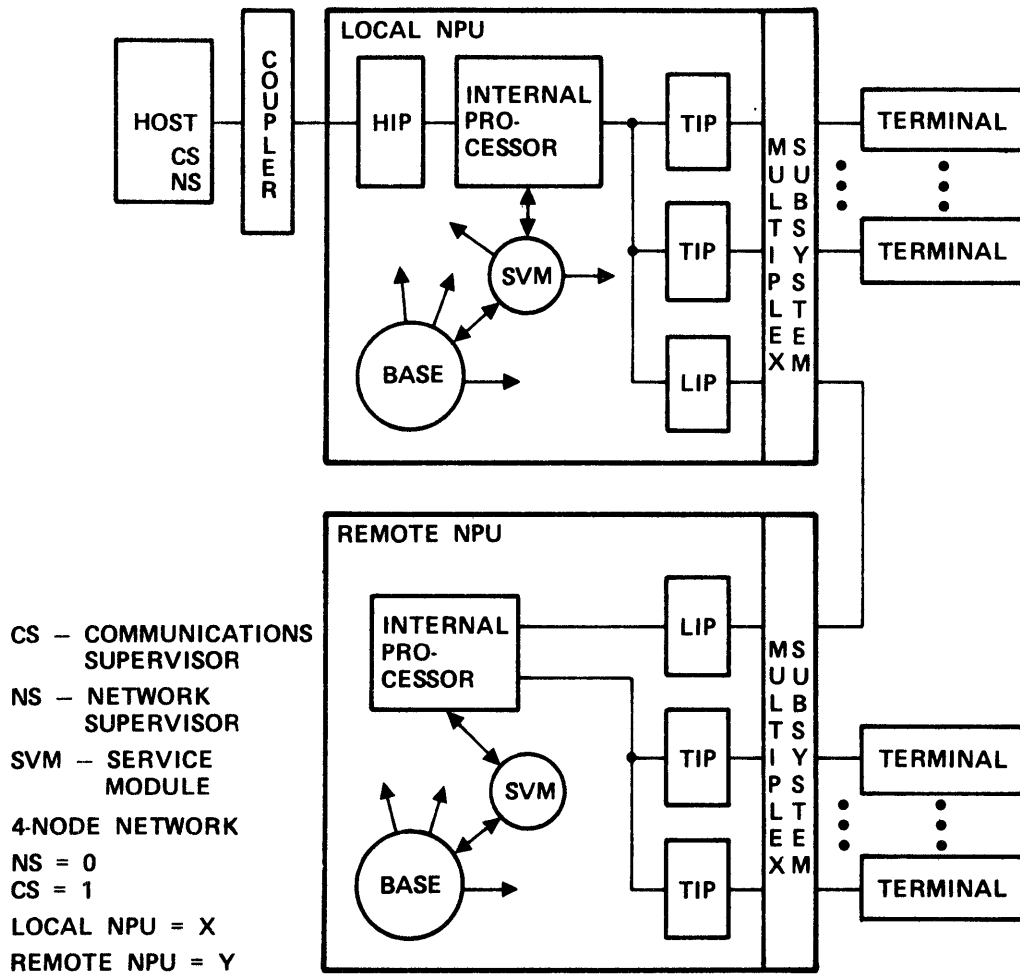 LOCAL NPU
COUPLER
HOST
CS
NS
HIP
INTERNAL
PRO-
CESSOR
TIP
TERMINAL
SVM
TIP
TERMINAL
BASE
LIP
MULTIPLEX
SUBSYSTEM
REMOTE NPU
INTERNAL
PRO-
CESSOR
LIP
SVM
TIP
TERMINAL
BASE
TIP
TERMINAL
MULTIPLEX
SUBSYSTEM
CS – COMMUNICATIONS
SUPERVISOR
NS – NETWORK
SUPERVISOR
SVM – SERVICE
MODULE
4-NODE NETWORK
NS = 0
CS = 1
LOCAL NPU = X
REMOTE NPU = Y